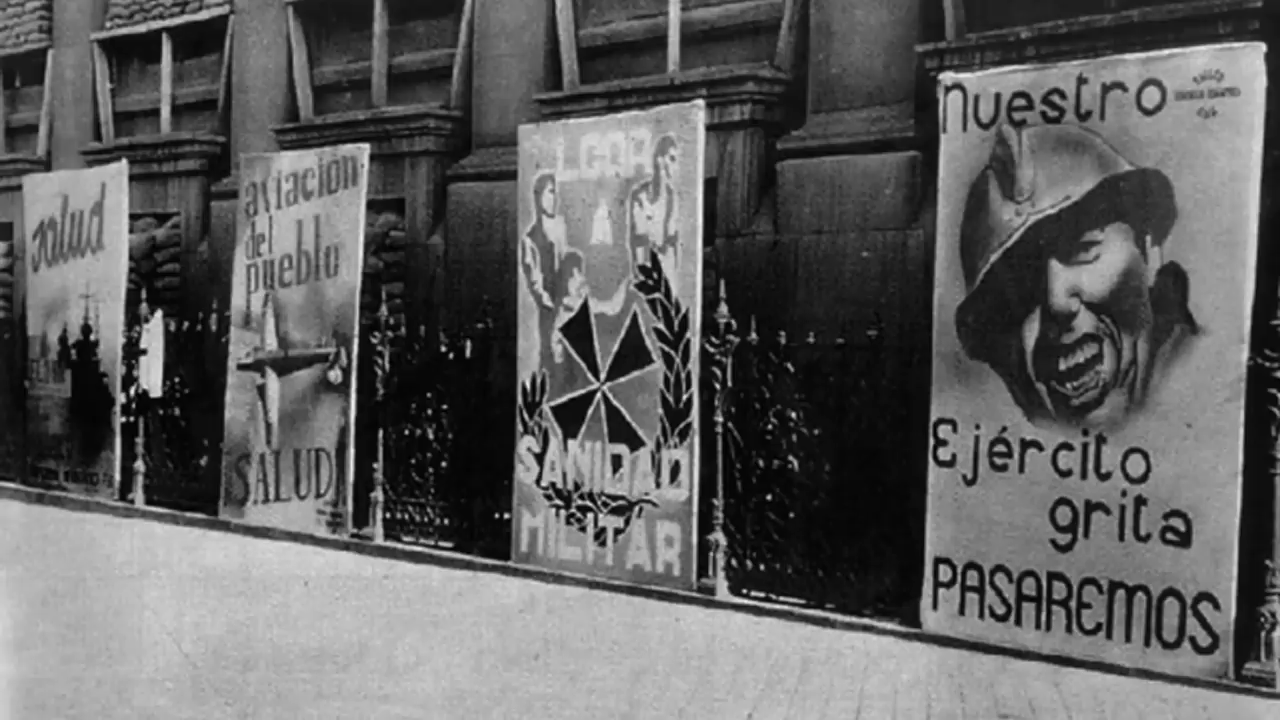 salud
aviación
del
pueblo
SALUD!
SANIDAD
MILITAR
nuestro
Ejército
grita
PASAREMOS